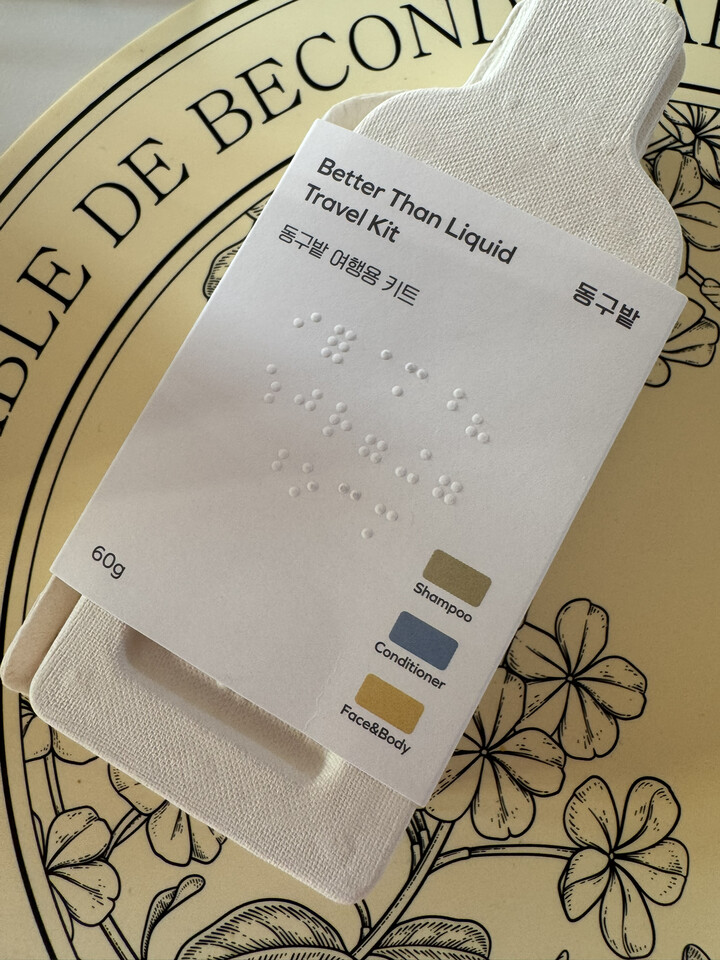 BLE DE BECON
Better Than Liquid
Travel Kit
동구밭 여행용 키트
동구밭
60g
Shampoo
Conditioner
Face&Body